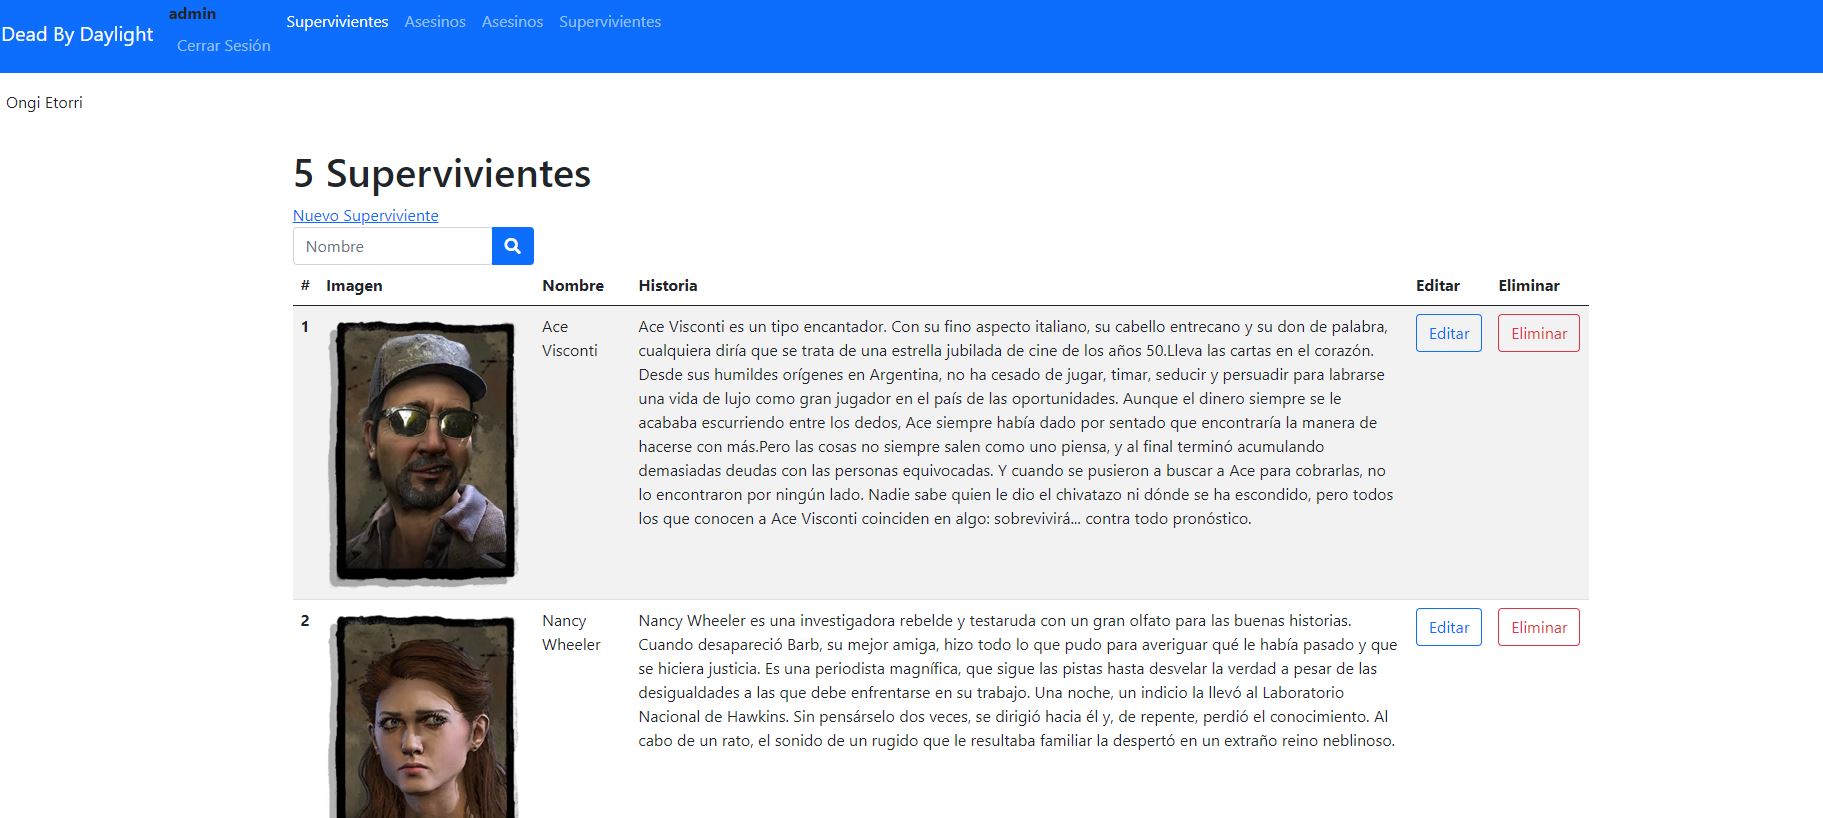 Dead By Daylight
admin
Cerrar Sesión
Supervivientes Asesinos Asesinos Supervivientes
Ongi Etorri
5 Supervivientes
Nuevo Superviviente
Nombre
# Imagen Nombre Historia Editar Eliminar
1
Ace
Visconti
Ace Visconti es un tipo encantador. Con su fino aspecto italiano, su cabello entrecano y su don de palabra,
cualquiera diría que se trata de una estrella jubilada de cine de los años 50.Lleva las cartas en el corazón.
Desde sus humildes orígenes en Argentina, no ha cesado de jugar, timar, seducir y persuadir para labrarse
una vida de lujo como gran jugador en el país de las oportunidades. Aunque el dinero siempre se le
acababa escurriendo entre los dedos, Ace siempre había dado por sentado que encontraría la manera de
hacerse con más.Pero las cosas no siempre salen como uno piensa, y al final terminó acumulando
demasiadas deudas con las personas equivocadas. Y cuando se pusieron a buscar a Ace para cobrarlas, no
lo encontraron por ningún lado. Nadie sabe quien le dio el chivatazo ni dónde se ha escondido, pero todos
los que conocen a Ace Visconti coinciden en algo: sobrevivirá... contra todo pronóstico.
Editar
Eliminar
2
Nancy
Wheeler
Nancy Wheeler es una investigadora rebelde y testaruda con un gran olfato para las buenas historias.
Cuando desapareció Barb, su mejor amiga, hizo todo lo que pudo para averiguar qué le había pasado y que
se hiciera justicia. Es una periodista magnífica, que sigue las pistas hasta desvelar la verdad a pesar de las
desigualdades a las que debe enfrentarse en su trabajo. Una noche, un indicio la llevó al Laboratorio
Nacional de Hawkins. Sin pensárselo dos veces, se dirigió hacia él y, de repente, perdió el conocimiento. Al
cabo de un rato, el sonido de un rugido que le resultaba familiar la despertó en un extraño reino neblinoso.
Editar
Eliminar